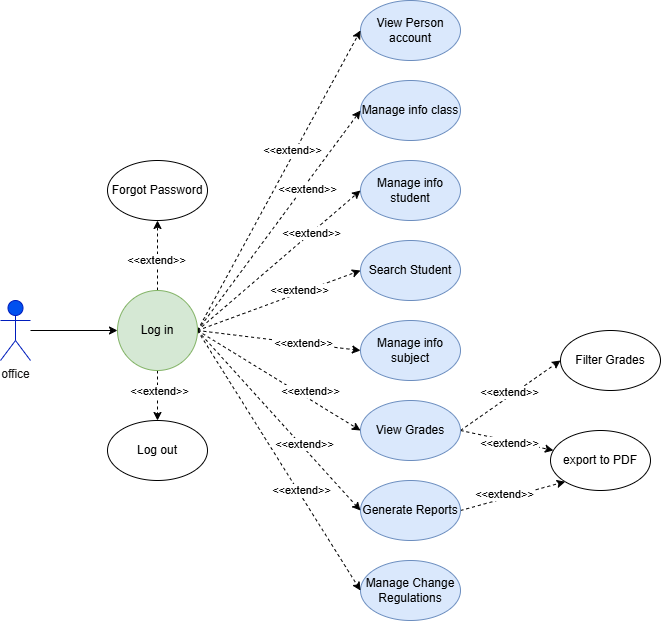 View Person
account
Manage info class
<<extend>>
Forgot Password
<<extend>>
Manage info
student
<<extend>>
<<extend>>
Search Student
<<extend>>
office
Log in
<<extend>>
Manage info
subject
<<extend>>
Filter Grades
<<extend>>
<<extend>>
<<extend>>
Log out
View Grades
<<extend>>
<<extend>>
export to PDF
<<extend>>
Generate Reports
<<extend>>
Manage Change
Regulations